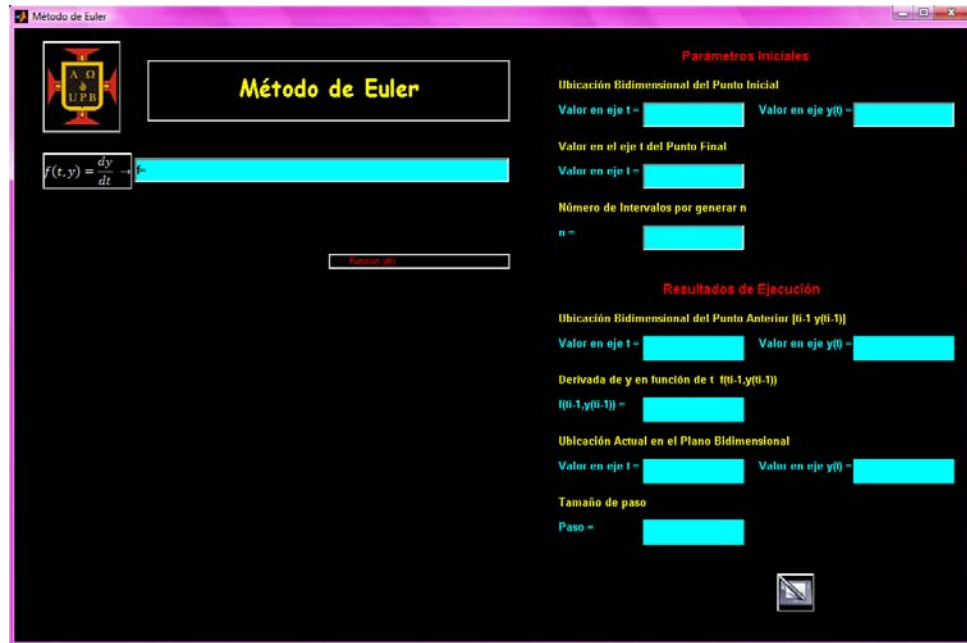 Método de Euler
Α Ω
UPB
Método de Euler
f(t, y) = dy/dt → f=
Funcion y(t)
Parámetros Iniciales
Ubicación Bidimensional del Punto Inicial
Valor en eje t = Valor en eje y(t) =
Valor en el eje t del Punto Final
Valor en eje t =
Número de Intervalos por generar n
n =
Resultados de Ejecución
Ubicación Bidimensional del Punto Anterior [ti-1 y(ti-1)]
Valor en eje t = Valor en eje y(t) =
Derivada de y en función de t f(ti-1,y(ti-1))
f(ti-1,y(ti-1)) =
Ubicación Actual en el Plano Bidimensional
Valor en eje t = Valor en eje y(t) =
Tamaño de paso
Paso =